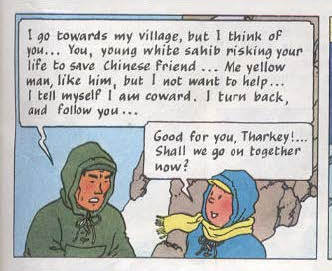 I go towards my village, but I think of
you... You, young white sahib risking your
life to save Chinese friend ... Me yellow
man, like him, but I not want to help...
I tell myself I am coward. I turn back,
and follow you ...
Good for you, Tharkey!...
Shall we go on together
now?